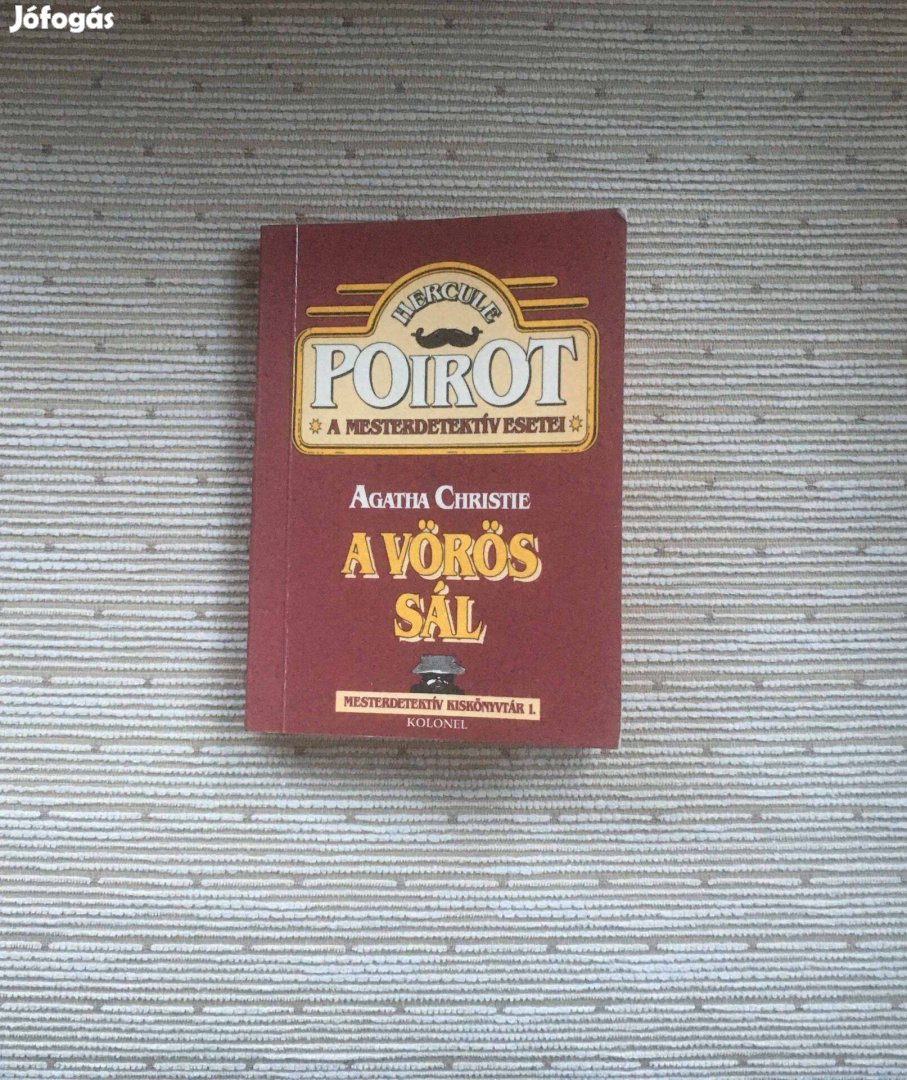 Jófogás
HERCULE
POIROT
A MESTERDETEKTÍV ESETEI
AGATHA CHRISTIE
A VÖRÖS
SÁL
MESTERDETEKTÍV KISKÖNYVTÁR 1.
KOLONEL